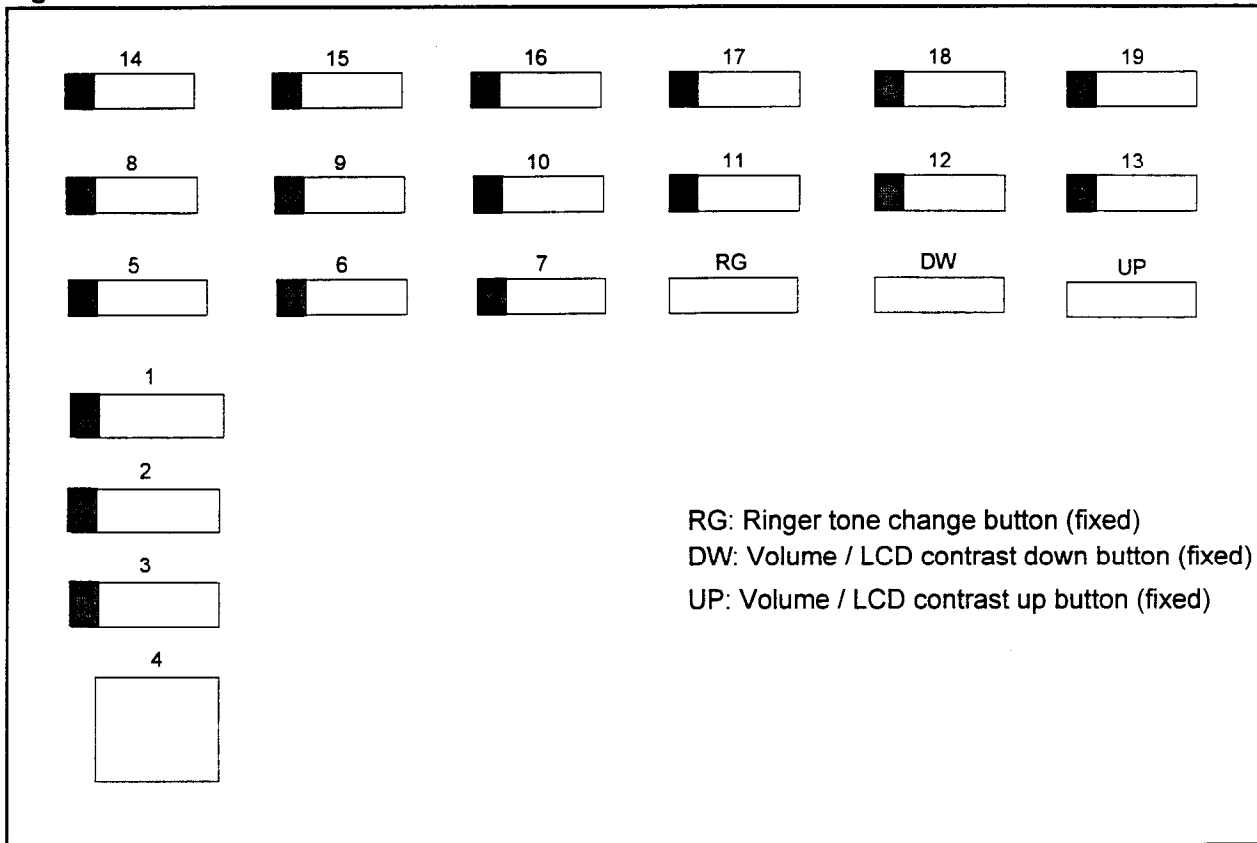 14 15 16 17 18 19
8 9 10 11 12 13
5 6 7 RG DW UP
1
2
3
4
RG: Ringer tone change button (fixed)
DW: Volume / LCD contrast down button (fixed)
UP: Volume / LCD contrast up button (fixed)